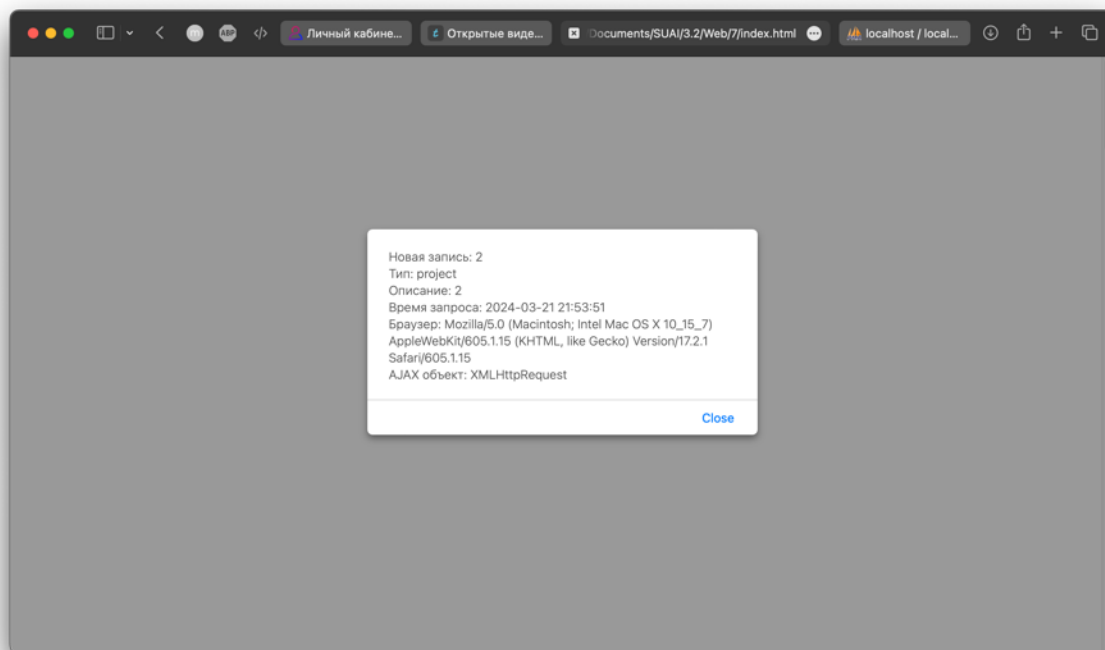 m
ABP
</>
Личный кабине...
t Открытые виде...
Documents/SUAI/3.2/Web/7/index.html
localhost / local...
Новая запись: 2
Тип: project
Описание: 2
Время запроса: 2024-03-21 21:53:51
Браузер: Mozilla/5.0 (Macintosh; Intel Mac OS X 10_15_7)
AppleWebKit/605.1.15 (KHTML, like Gecko) Version/17.2.1
Safari/605.1.15
AJAX объект: XMLHttpRequest
Close